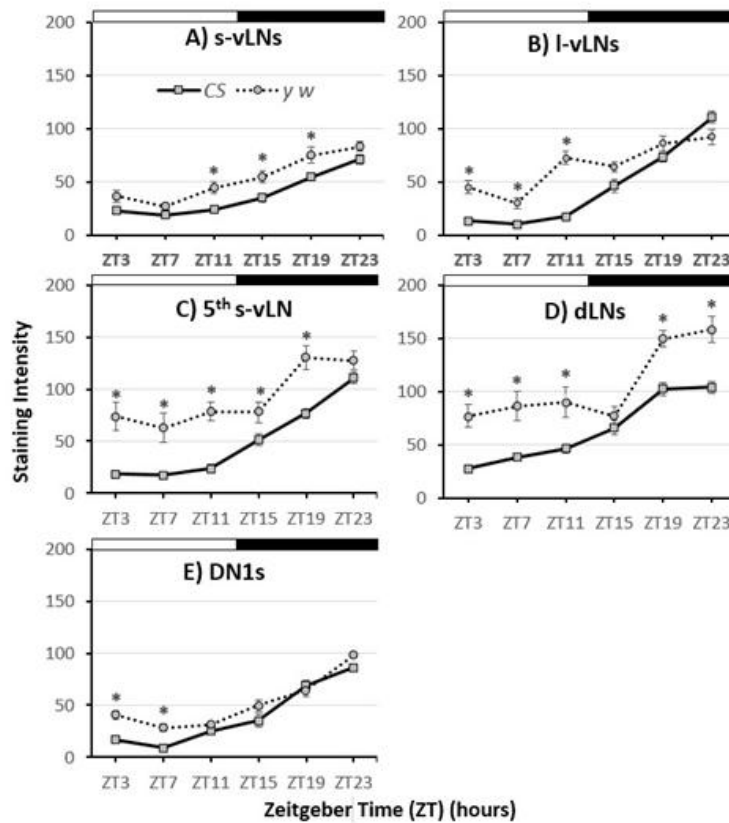 200
150
100
50
0
A) s-vLNs
CS y w
* * *
ZT3 ZT7 ZT11 ZT15 ZT19 ZT23
200
150
100
50
0
B) l-vLNs
* * *
ZT3 ZT7 ZT11 ZT15 ZT19 ZT23
Staining Intensity
200
150
100
50
0
C) 5th s-vLN
* * * * *
ZT3 ZT7 ZT11 ZT15 ZT19 ZT23
200
150
100
50
0
D) dLNs
* * * * *
ZT3 ZT7 ZT11 ZT15 ZT19 ZT23
200
150
100
50
0
E) DN1s
* *
ZT3 ZT7 ZT11 ZT15 ZT19 ZT23
Zeitgeber Time (ZT) (hours)